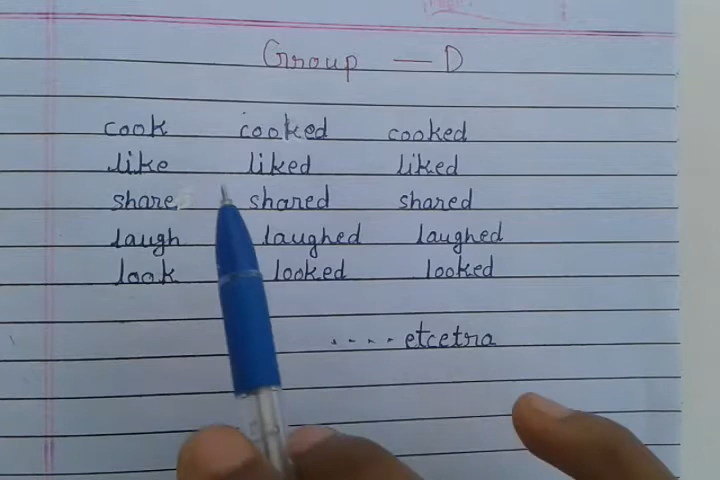 Group — D
cook cooked cooked
like liked liked
share shared shared
laugh laughed laughed
look looked looked
..... etcetra